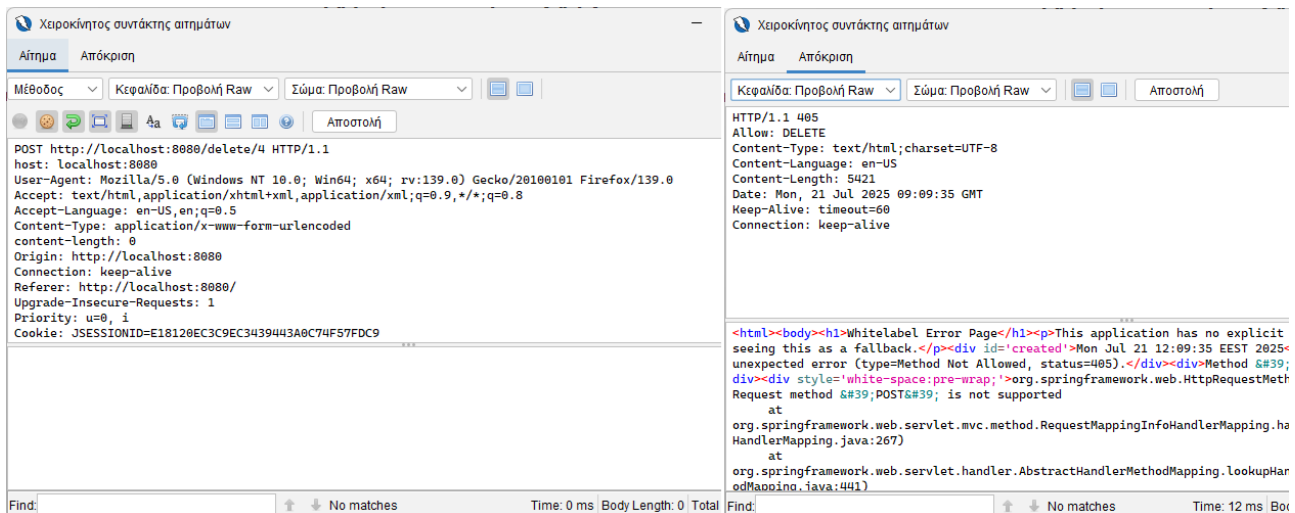 Χειροκίνητος συντάκτης αιτημάτων
Αίτημα Απόκριση
Μέθοδος Κεφαλίδα: Προβολή Raw Σώμα: Προβολή Raw
Αποστολή
POST http://localhost:8080/delete/4 HTTP/1.1
host: localhost:8080
User-Agent: Mozilla/5.0 (Windows NT 10.0; Win64; x64; rv:139.0) Gecko/20100101 Firefox/139.0
Accept: text/html,application/xhtml+xml,application/xml;q=0.9,*/*;q=0.8
Accept-Language: en-US,en;q=0.5
Content-Type: application/x-www-form-urlencoded
content-length: 0
Origin: http://localhost:8080
Connection: keep-alive
Referer: http://localhost:8080/
Upgrade-Insecure-Requests: 1
Priority: u=0, i
Cookie: JSESSIONID=E18120EC3C9EC3439443A0C74F57FDC9
Find: No matches Time: 0 ms Body Length: 0 Total
Χειροκίνητος συντάκτης αιτημάτων
Αίτημα Απόκριση
Κεφαλίδα: Προβολή Raw Σώμα: Προβολή Raw Αποστολή
HTTP/1.1 405
Allow: DELETE
Content-Type: text/html;charset=UTF-8
Content-Language: en-US
Content-Length: 5421
Date: Mon, 21 Jul 2025 09:09:35 GMT
Keep-Alive: timeout=60
Connection: keep-alive
<html><body><h1>Whitelabel Error Page</h1><p>This application has no explicit
seeing this as a fallback.</p><div id='created'>Mon Jul 21 12:09:35 EEST 2025<
unexpected error (type=Method Not Allowed, status=405).</div><div>Method &#39;
div><div style='white-space:pre-wrap;'>org.springframework.web.HttpRequestMeth
Request method &#39;POST&#39; is not supported
at
org.springframework.web.servlet.mvc.method.RequestMappingInfoHandlerMapping.ha
HandlerMapping.java:267)
at
org.springframework.web.servlet.handler.AbstractHandlerMethodMapping.lookupHan
odMapping.java:441)
Find: No matches Time: 12 ms Bod